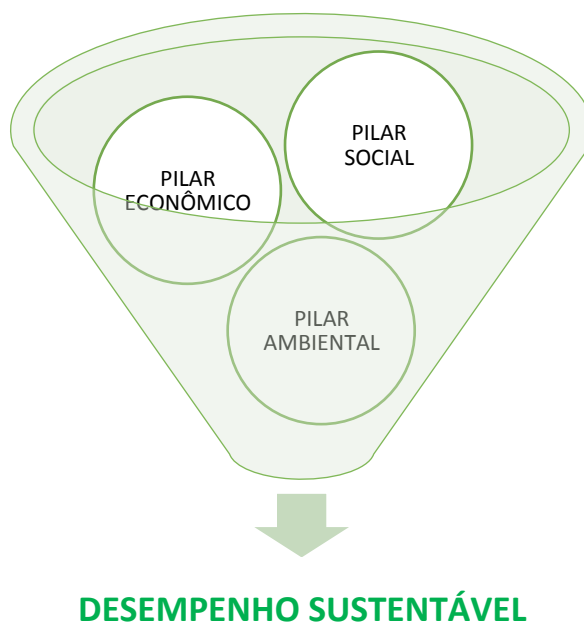 PILAR
SOCIAL
PILAR
ECONÔMICO
PILAR
AMBIENTAL
DESEMPENHO SUSTENTÁVEL